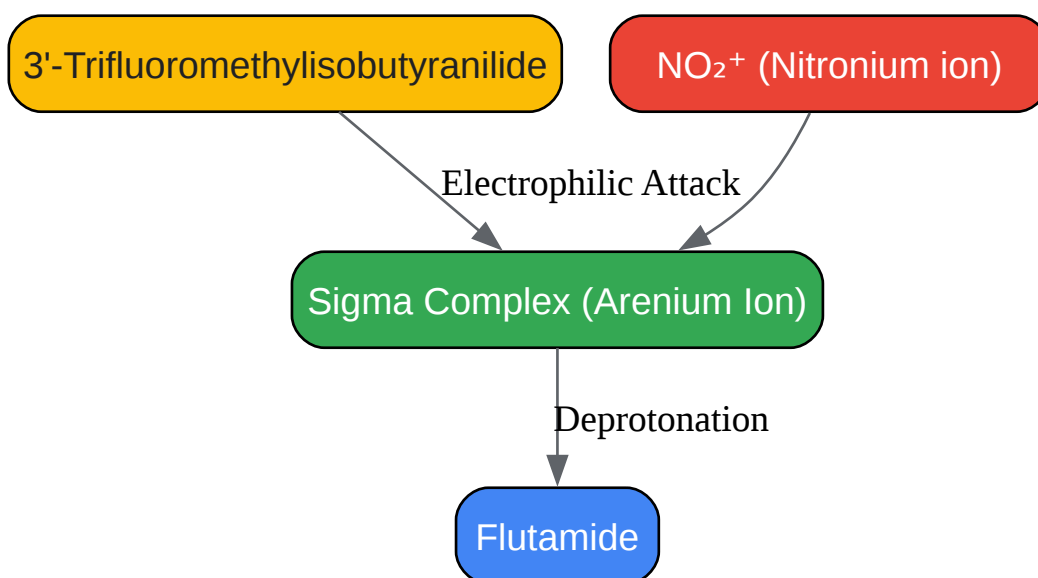 3'-Trifluoromethylisobutyranilide
NO₂⁺ (Nitronium ion)
Electrophilic Attack
Sigma Complex (Arenium Ion)
Deprotonation
Flutamide